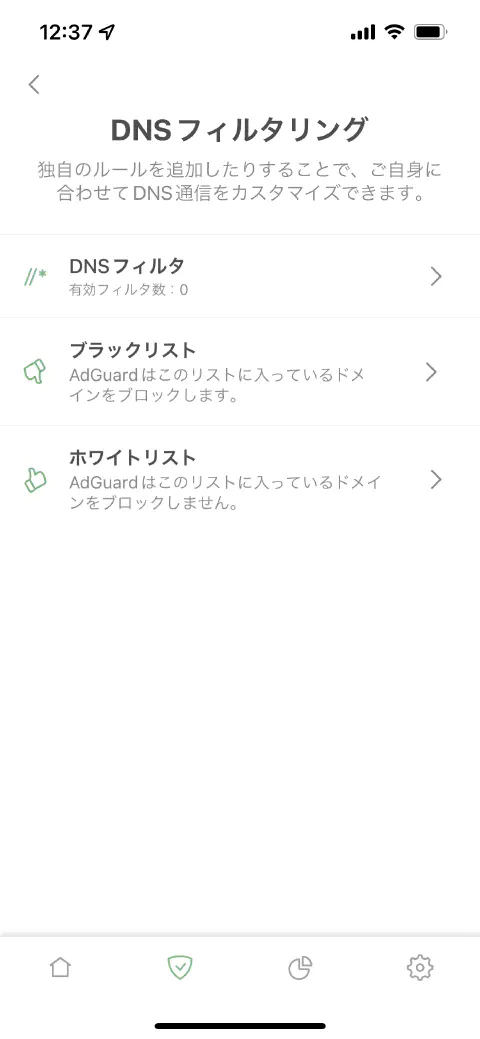 12:37
DNSフィルタリング
独自のルールを追加したりすることで、ご自身に
合わせてDNS通信をカスタマイズできます。
DNSフィルタ
有効フィルタ数：0
ブラックリスト
AdGuardはこのリストに入っているドメ
インをブロックします。
ホワイトリスト
AdGuardはこのリストに入っているドメイ
ンをブロックしません。